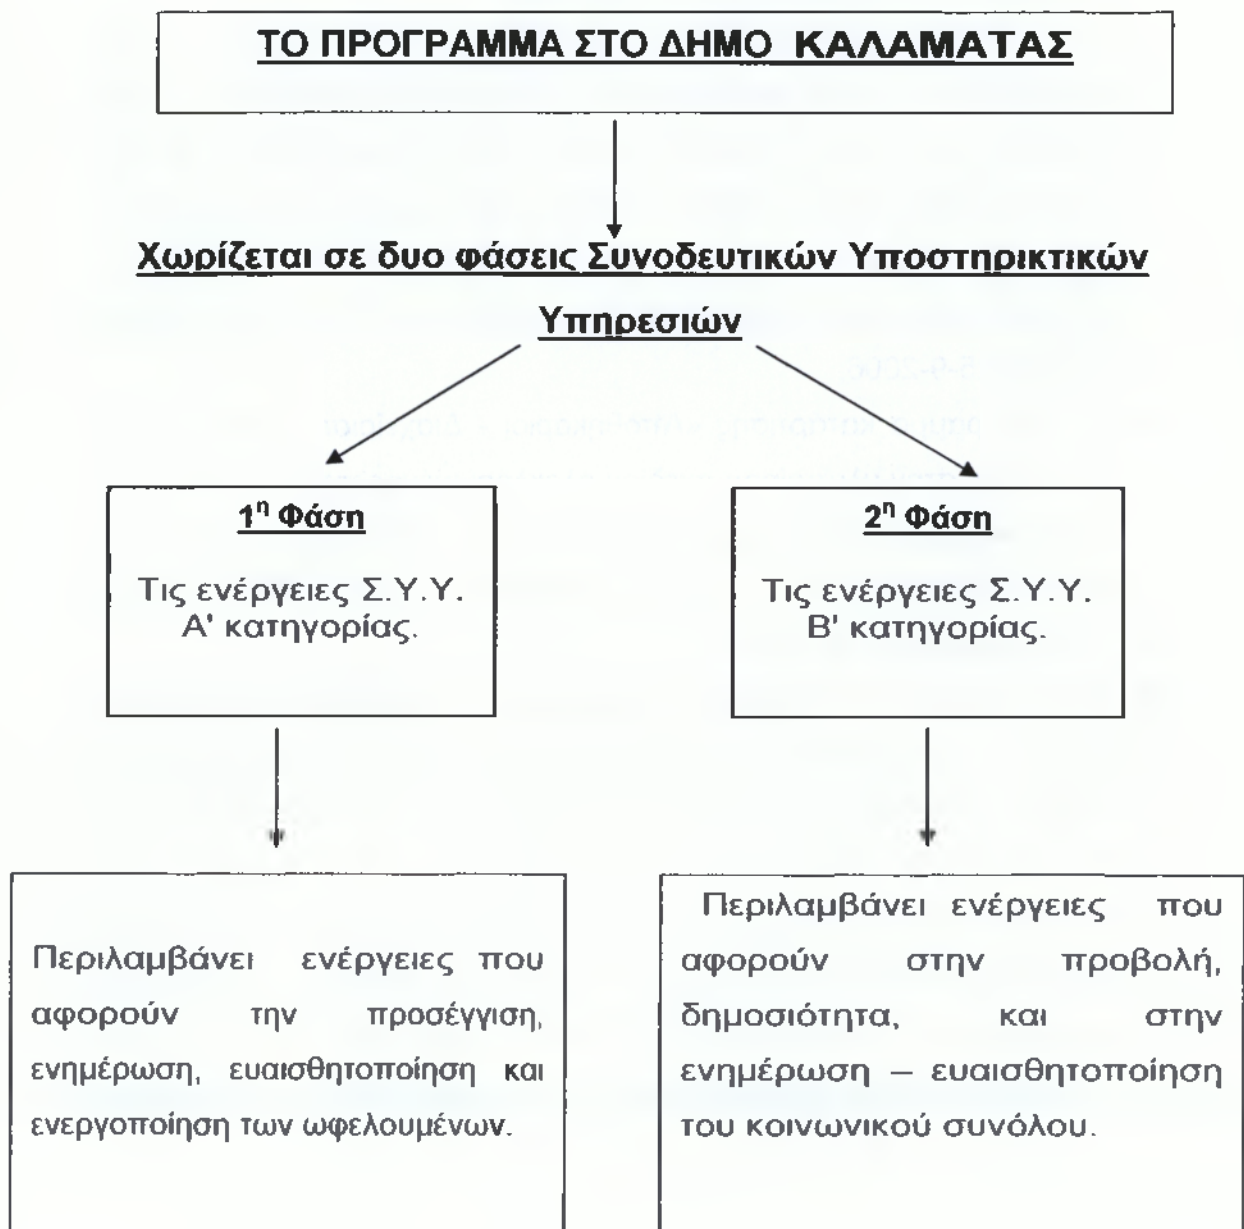 ΤΟ ΠΡΟΓΡΑΜΜΑ ΣΤΟ ΔΗΜΟ ΚΑΛΑΜΑΤΑΣ
Χωρίζεται σε δυο φάσεις Συνοδευτικών Υποστηρικτικών
Υπηρεσιών
1η Φάση
Τις ενέργειες Σ.Υ.Υ.
Α' κατηγορίας.
2η Φάση
Τις ενέργειες Σ.Υ.Υ.
Β' κατηγορίας.
Περιλαμβάνει ενέργειες που
αφορούν την προσέγγιση,
ενημέρωση, ευαισθητοποίηση και
ενεργοποίηση των ωφελουμένων.
Περιλαμβάνει ενέργειες που
αφορούν στην προβολή,
δημοσιότητα, και στην
ενημέρωση – ευαισθητοποίηση
του κοινωνικού συνόλου.